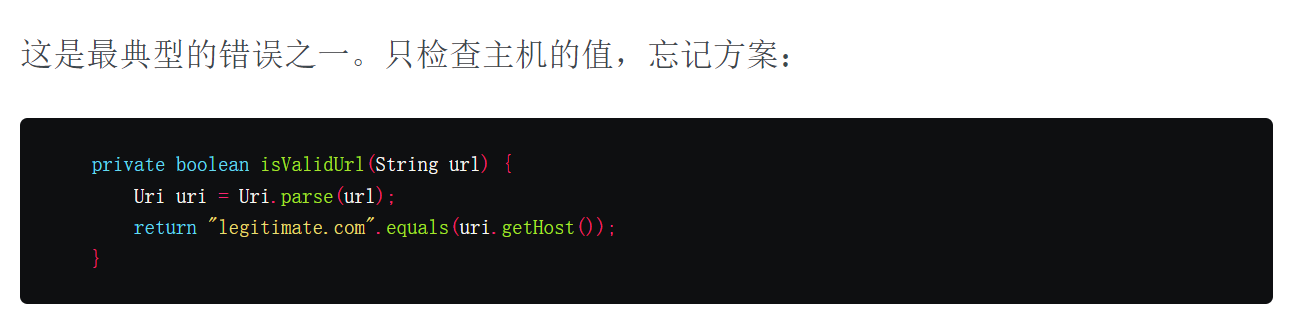 这是最典型的错误之一。只检查主机的值，忘记方案：
private boolean isValidUrl(String url) {
    Uri uri = Uri.parse(url);
    return "legitimate.com".equals(uri.getHost());
}